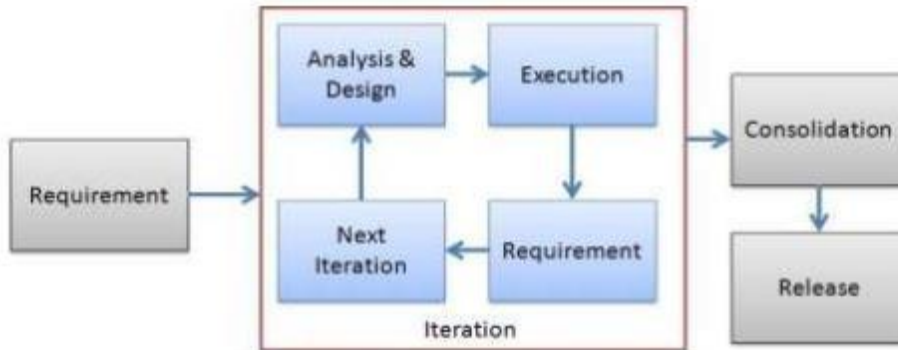 Requirement
Analysis &
Design
Execution
Next
Iteration
Requirement
Iteration
Consolidation
Release